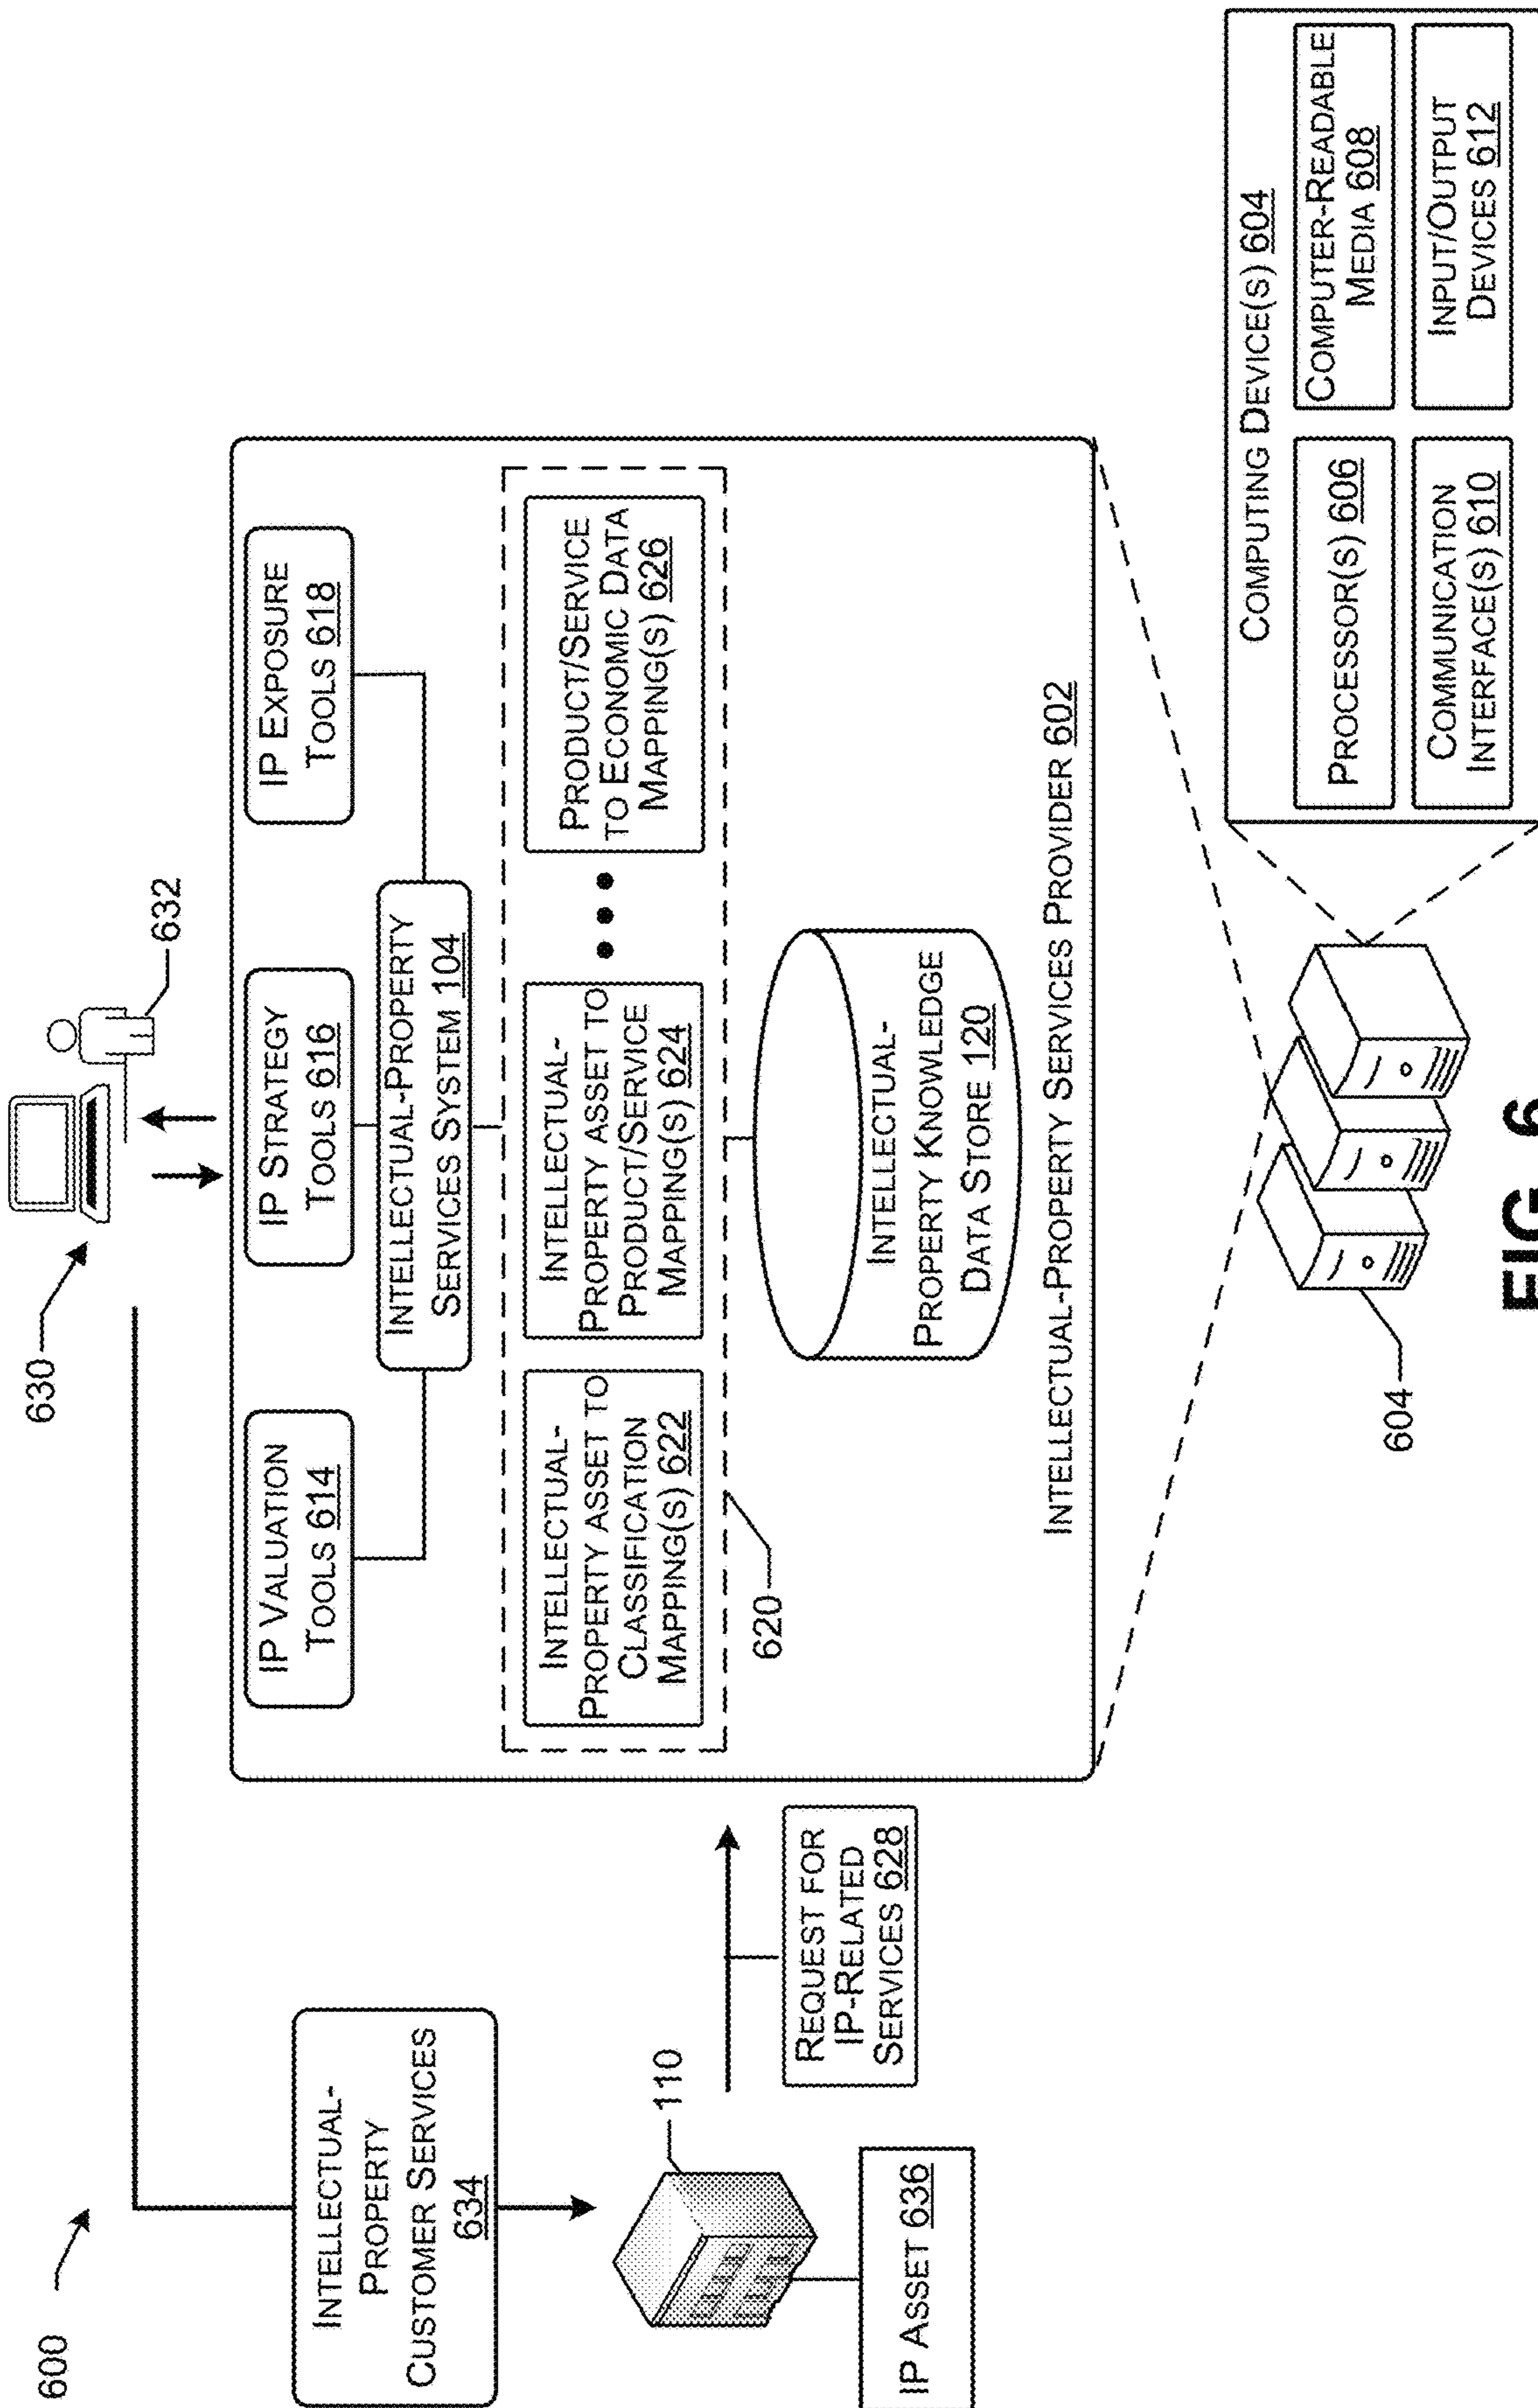 600
630
632
INTELLECTUAL-
PROPERTY
CUSTOMER SERVICES
634
110
IP ASSET 636
REQUEST FOR
IP-RELATED
SERVICES 628
IP VALUATION
TOOLS 614
IP STRATEGY
TOOLS 616
IP EXPOSURE
TOOLS 618
INTELLECTUAL-PROPERTY
SERVICES SYSTEM 104
INTELLECTUAL-
PROPERTY ASSET TO
CLASSIFICATION
MAPPING(S) 622
INTELLECTUAL-
PROPERTY ASSET TO
PRODUCT/SERVICE
MAPPING(S) 624
PRODUCT/SERVICE
TO ECONOMIC DATA
MAPPING(S) 626
620
INTELLECTUAL-
PROPERTY KNOWLEDGE
DATA STORE 120
INTELLECTUAL-PROPERTY SERVICES PROVIDER 602
604
COMPUTING DEVICE(S) 604
PROCESSOR(S) 606
COMPUTER-READABLE
MEDIA 608
COMMUNICATION
INTERFACE(S) 610
INPUT/OUTPUT
DEVICES 612
FIG. 6